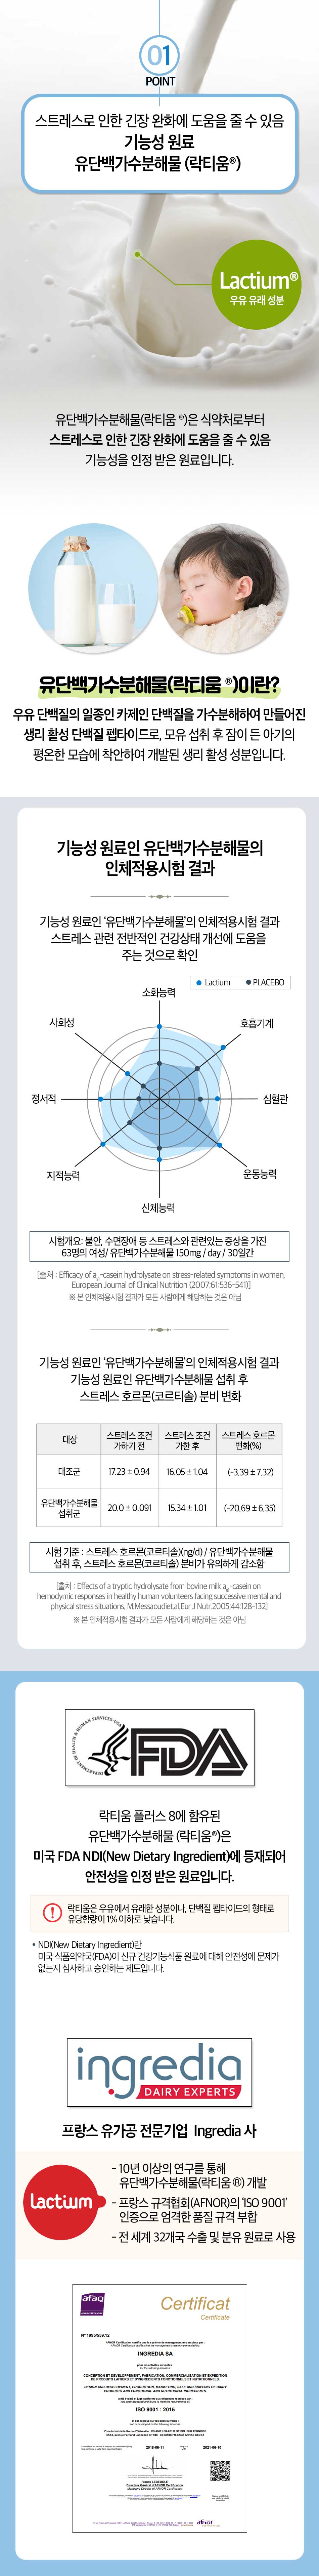 01
POINT
스트레스로 인한 긴장 완화에 도움을 줄 수 있음
기능성 원료
유단백가수분해물 (락티움®)
Lactium®
우유 유래 성분
유단백가수분해물(락티움 ®)은 식약처로부터
스트레스로 인한 긴장 완화에 도움을 줄 수 있음
기능성을 인정 받은 원료입니다.
유단백가수분해물(락티움 ®)이란?
우유 단백질의 일종인 카제인 단백질을 가수분해하여 만들어진
생리 활성 단백질 펩타이드로, 모유 섭취 후 잠이 든 아기의
평온한 모습에 착안하여 개발된 생리 활성 성분입니다.
기능성 원료인 유단백가수분해물의
인체적용시험 결과
기능성 원료인 '유단백가수분해물'의 인체적용시험 결과
스트레스 관련 전반적인 건강상태 개선에 도움을
주는 것으로 확인
Lactium PLACEBO
소화능력
사회성 호흡기계
정서적 심혈관
지적능력 운동능력
신체능력
시험개요: 불안, 수면장애 등 스트레스와 관련있는 증상을 가진
63명의 여성/ 유단백가수분해물 150mg / day / 30일간
[출처 : Efficacy of αs1-casein hydrolysate on stress-related symptoms in women,
European Journal of Clinical Nutrition (2007;61:536-541)]
※ 본 인체적용시험 결과가 모든 사람에게 해당하는 것은 아님
기능성 원료인 '유단백가수분해물'의 인체적용시험 결과
기능성 원료인 유단백가수분해물 섭취 후
스트레스 호르몬(코르티솔) 분비 변화
대상 스트레스 조건 가하기 전 스트레스 조건 가한 후 스트레스 호르몬 변화(%)
대조군 17.23 ± 0.94 16.05 ± 1.04 (-3.39 ± 7.32)
유단백가수분해물 섭취군 20.0 ± 0.091 15.34 ± 1.01 (-20.69 ± 6.35)
시험 기준 : 스트레스 호르몬(코르티솔)(ng/d) / 유단백가수분해물
섭취 후, 스트레스 호르몬(코르티솔) 분비가 유의하게 감소함
[출처 : Effects of a tryptic hydrolysate from bovine milk αs1-casein on
hemodymic responses in healthy human volunteers facing successive mental and
physical stress situations, M.Messaoudiet.al.Eur J Nutr.2005;44:128-132]
※ 본 인체적용시험 결과가 모든 사람에게 해당하는 것은 아님
DEPARTMENT OF HEALTH & HUMAN SERVICES·USA
FDA
락티움 플러스 8에 함유된
유단백가수분해물 (락티움®)은
미국 FDA NDI(New Dietary Ingredient)에 등재되어
안전성을 인정 받은 원료입니다.
락티움은 우유에서 유래한 성분이나, 단백질 펩타이드의 형태로
유당함량이 1% 이하로 낮습니다.
* NDI(New Dietary Ingredient)란
미국 식품의약국(FDA)이 신규 건강기능식품 원료에 대해 안전성에 문제가
없는지 심사하고 승인하는 제도입니다.
ingredia
DAIRY EXPERTS
프랑스 유가공 전문기업 Ingredia 사
Lactium
- 10년 이상의 연구를 통해
유단백가수분해물(락티움 ®) 개발
- 프랑스 규격협회(AFNOR)의 'ISO 9001'
인증으로 엄격한 품질 규격 부합
- 전 세계 32개국 수출 및 분유 원료로 사용
afaq
Certificat
Certificate
N° 1996/559.12
INGREDIA SA
CONCEPTION ET DEVELOPPEMENT, FABRICATION, COMMERCIALISATION ET EXPEDITION
DE PRODUITS LAITIERS ET D'INGREDIENTS FONCTIONNELS ET NUTRITIONNELS.
DESIGN AND DEVELOPMENT, PRODUCTION, MARKETING, SALE AND SHIPPING OF DAIRY
PRODUCTS AND FUNCTIONAL AND NUTRITIONAL INGREDIENTS.
ISO 9001 : 2015
afnor